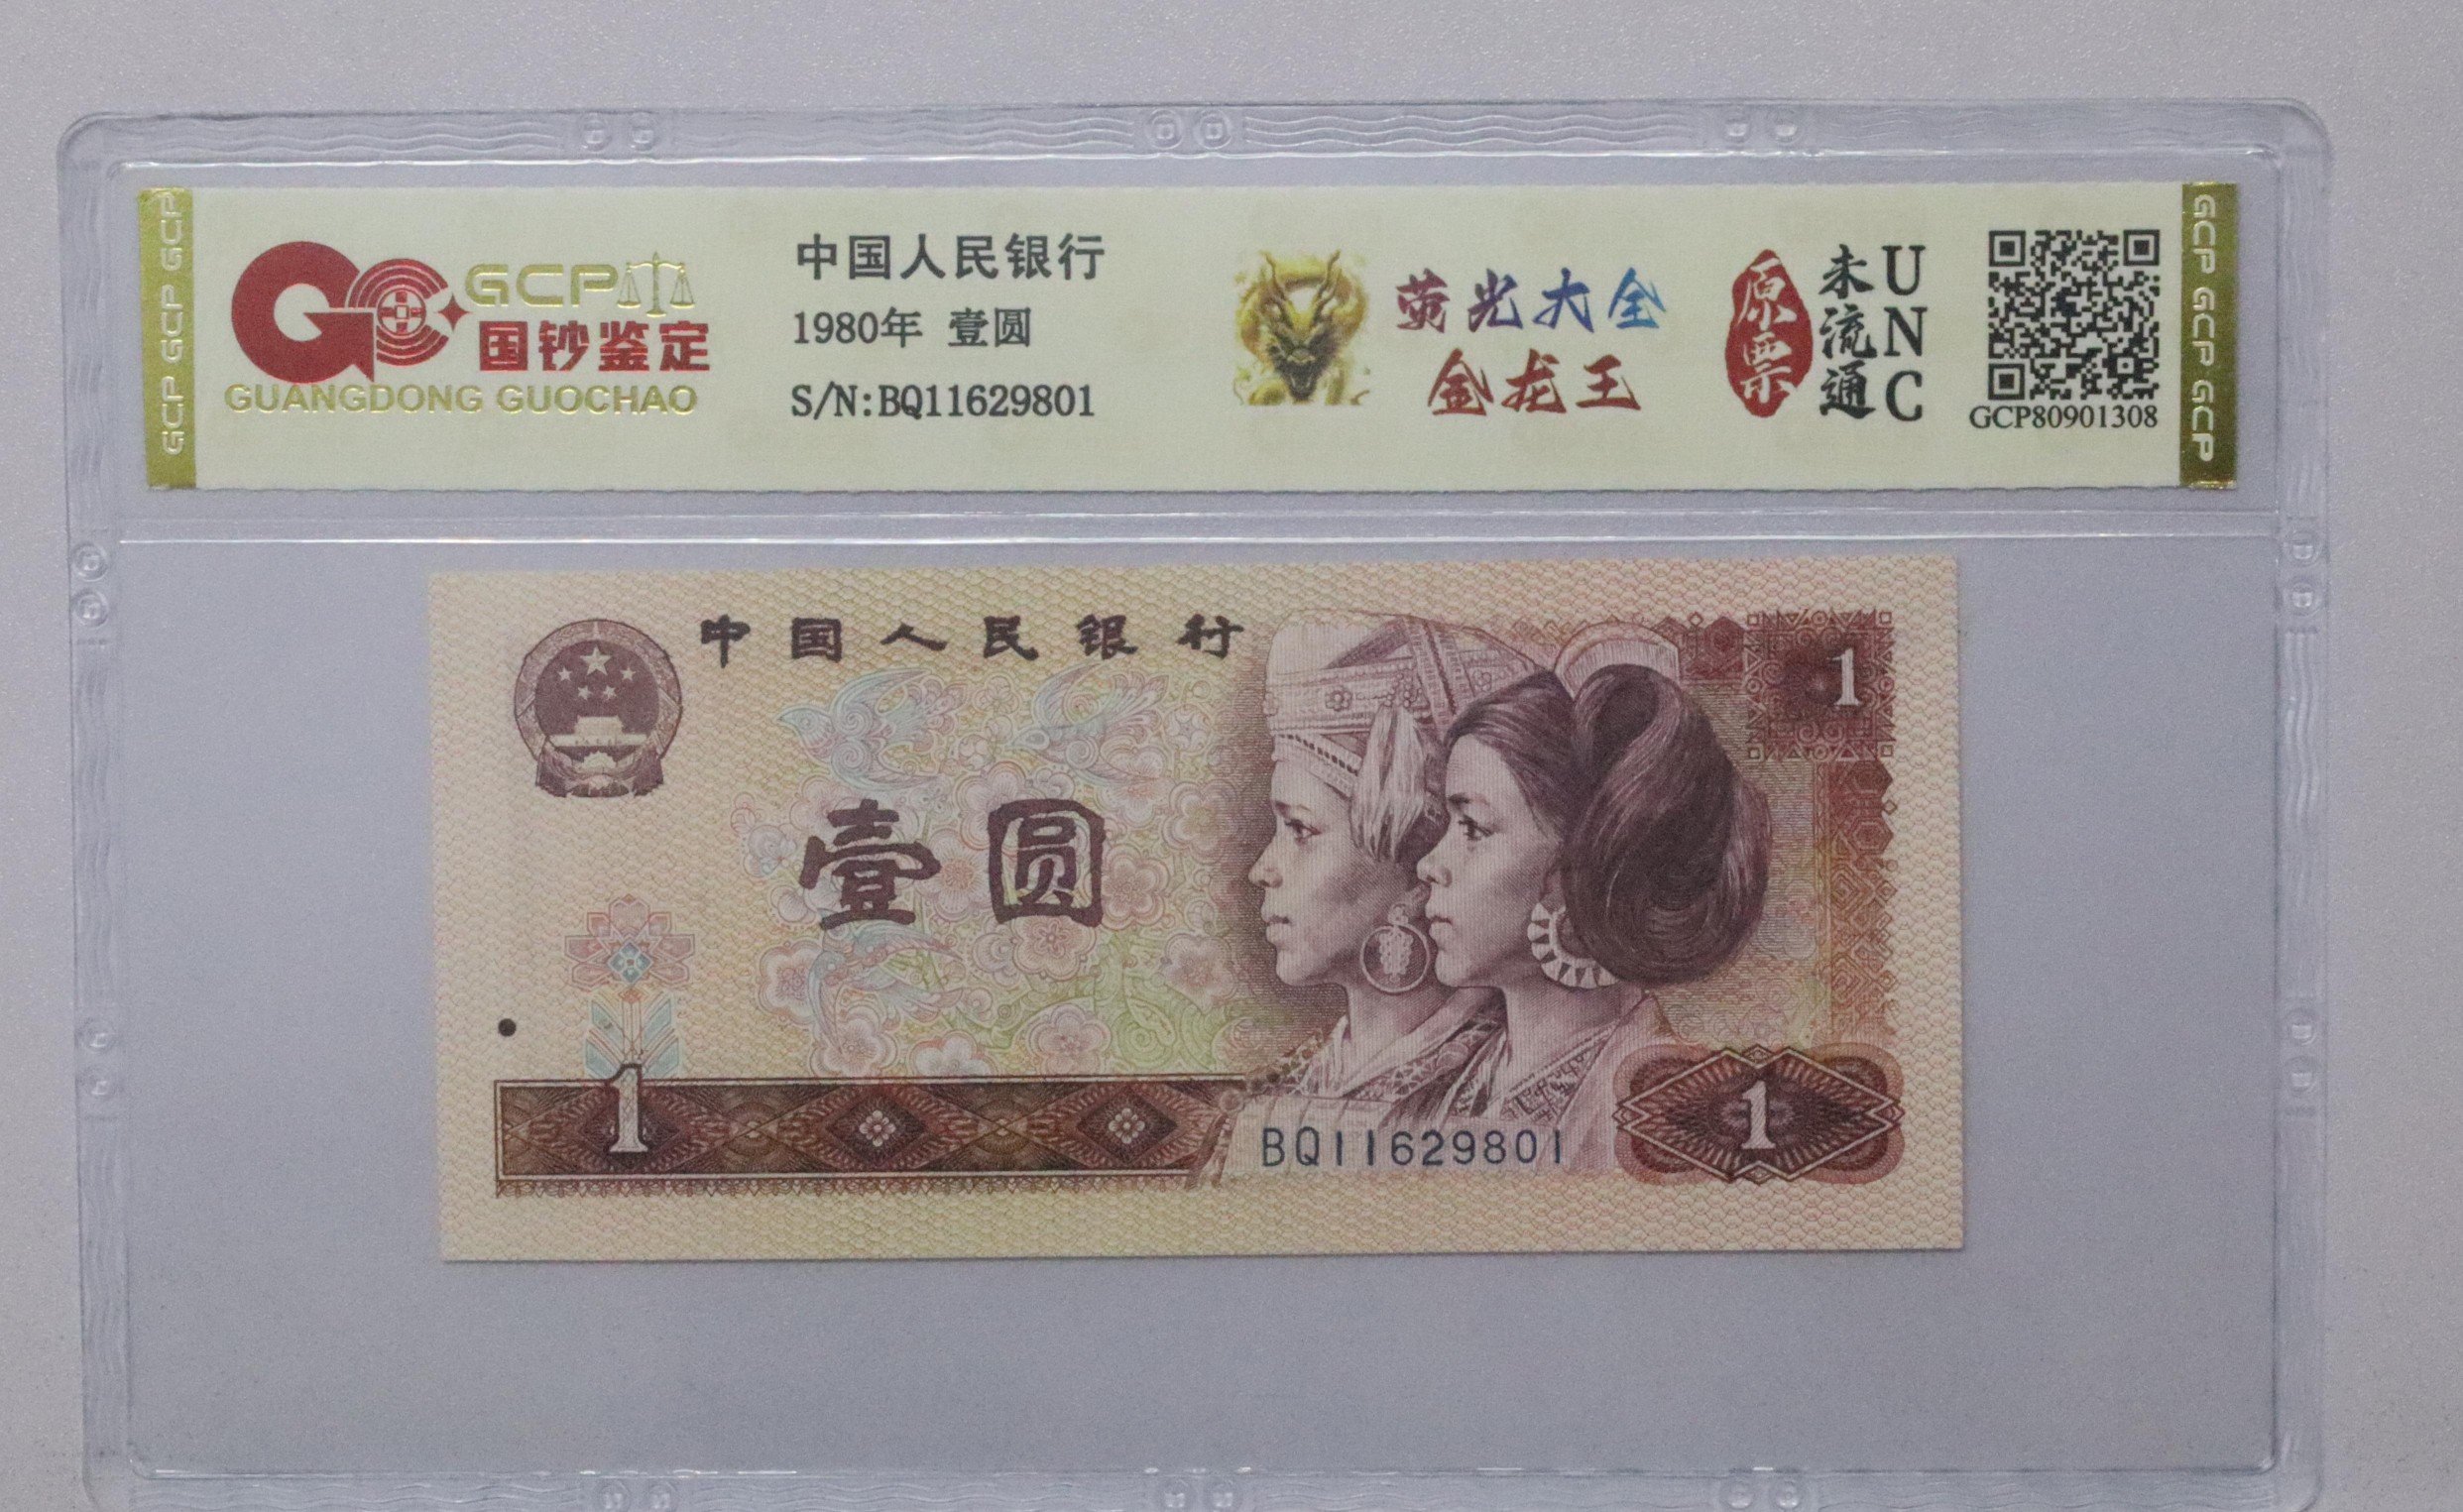 GCP GCP GCP
GCP
国钞鉴定
GUANGDONG GUOCHAO
中国人民银行
1980年 壹圆
S/N:BQ11629801
荧光大全
金龙王
原票
未流通
UNC
GCP80901308
GCP GCP GCP
中国人民银行
1
壹圆
1
BQ11629801
1